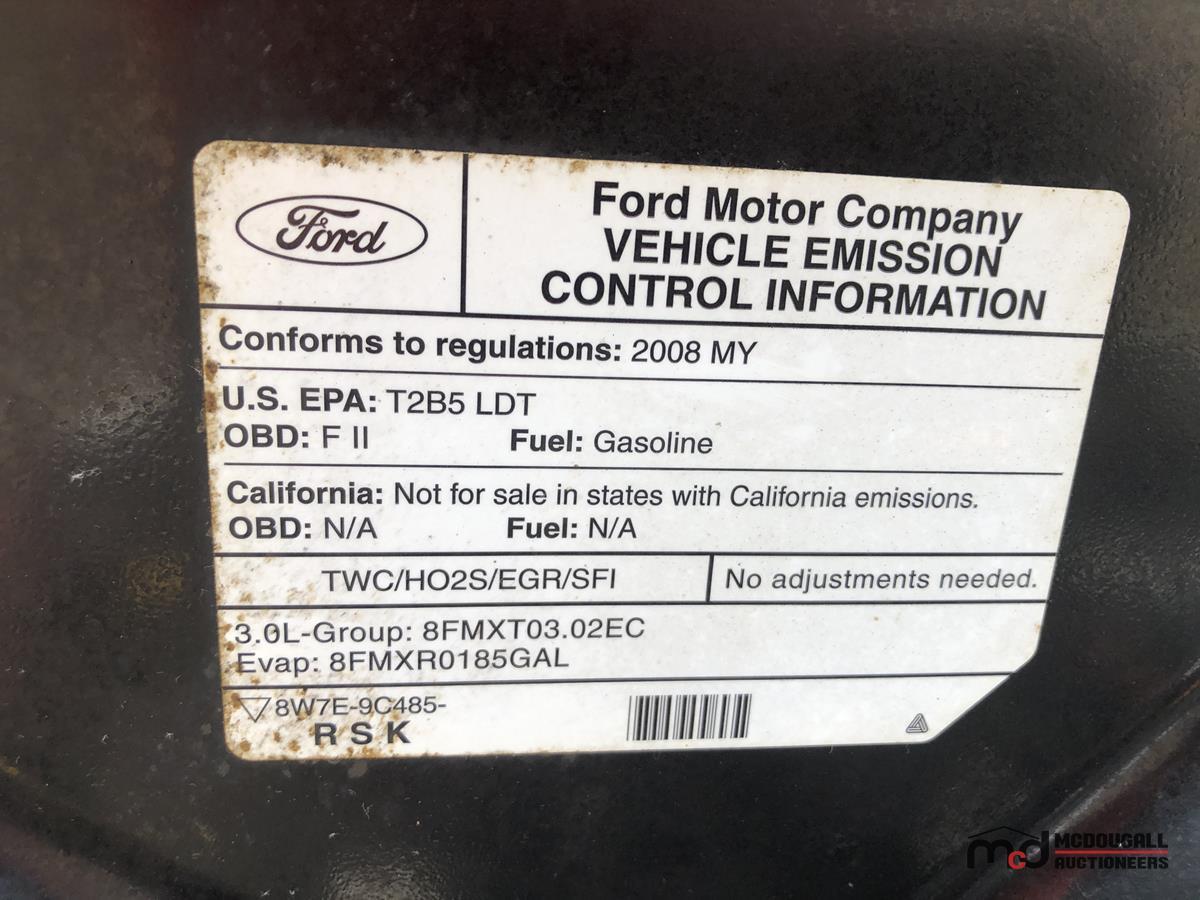 Ford
Ford Motor Company
VEHICLE EMISSION
CONTROL INFORMATION
Conforms to regulations: 2008 MY
U.S. EPA: T2B5 LDT
OBD: F II Fuel: Gasoline
California: Not for sale in states with California emissions.
OBD: N/A Fuel: N/A
TWC/HO2S/EGR/SFI No adjustments needed.
3.0L-Group: 8FMXT03.02EC
Evap: 8FMXR0185GAL
8W7E-9C485-
R S K
mcd MCDOUGALL
AUCTIONEERS